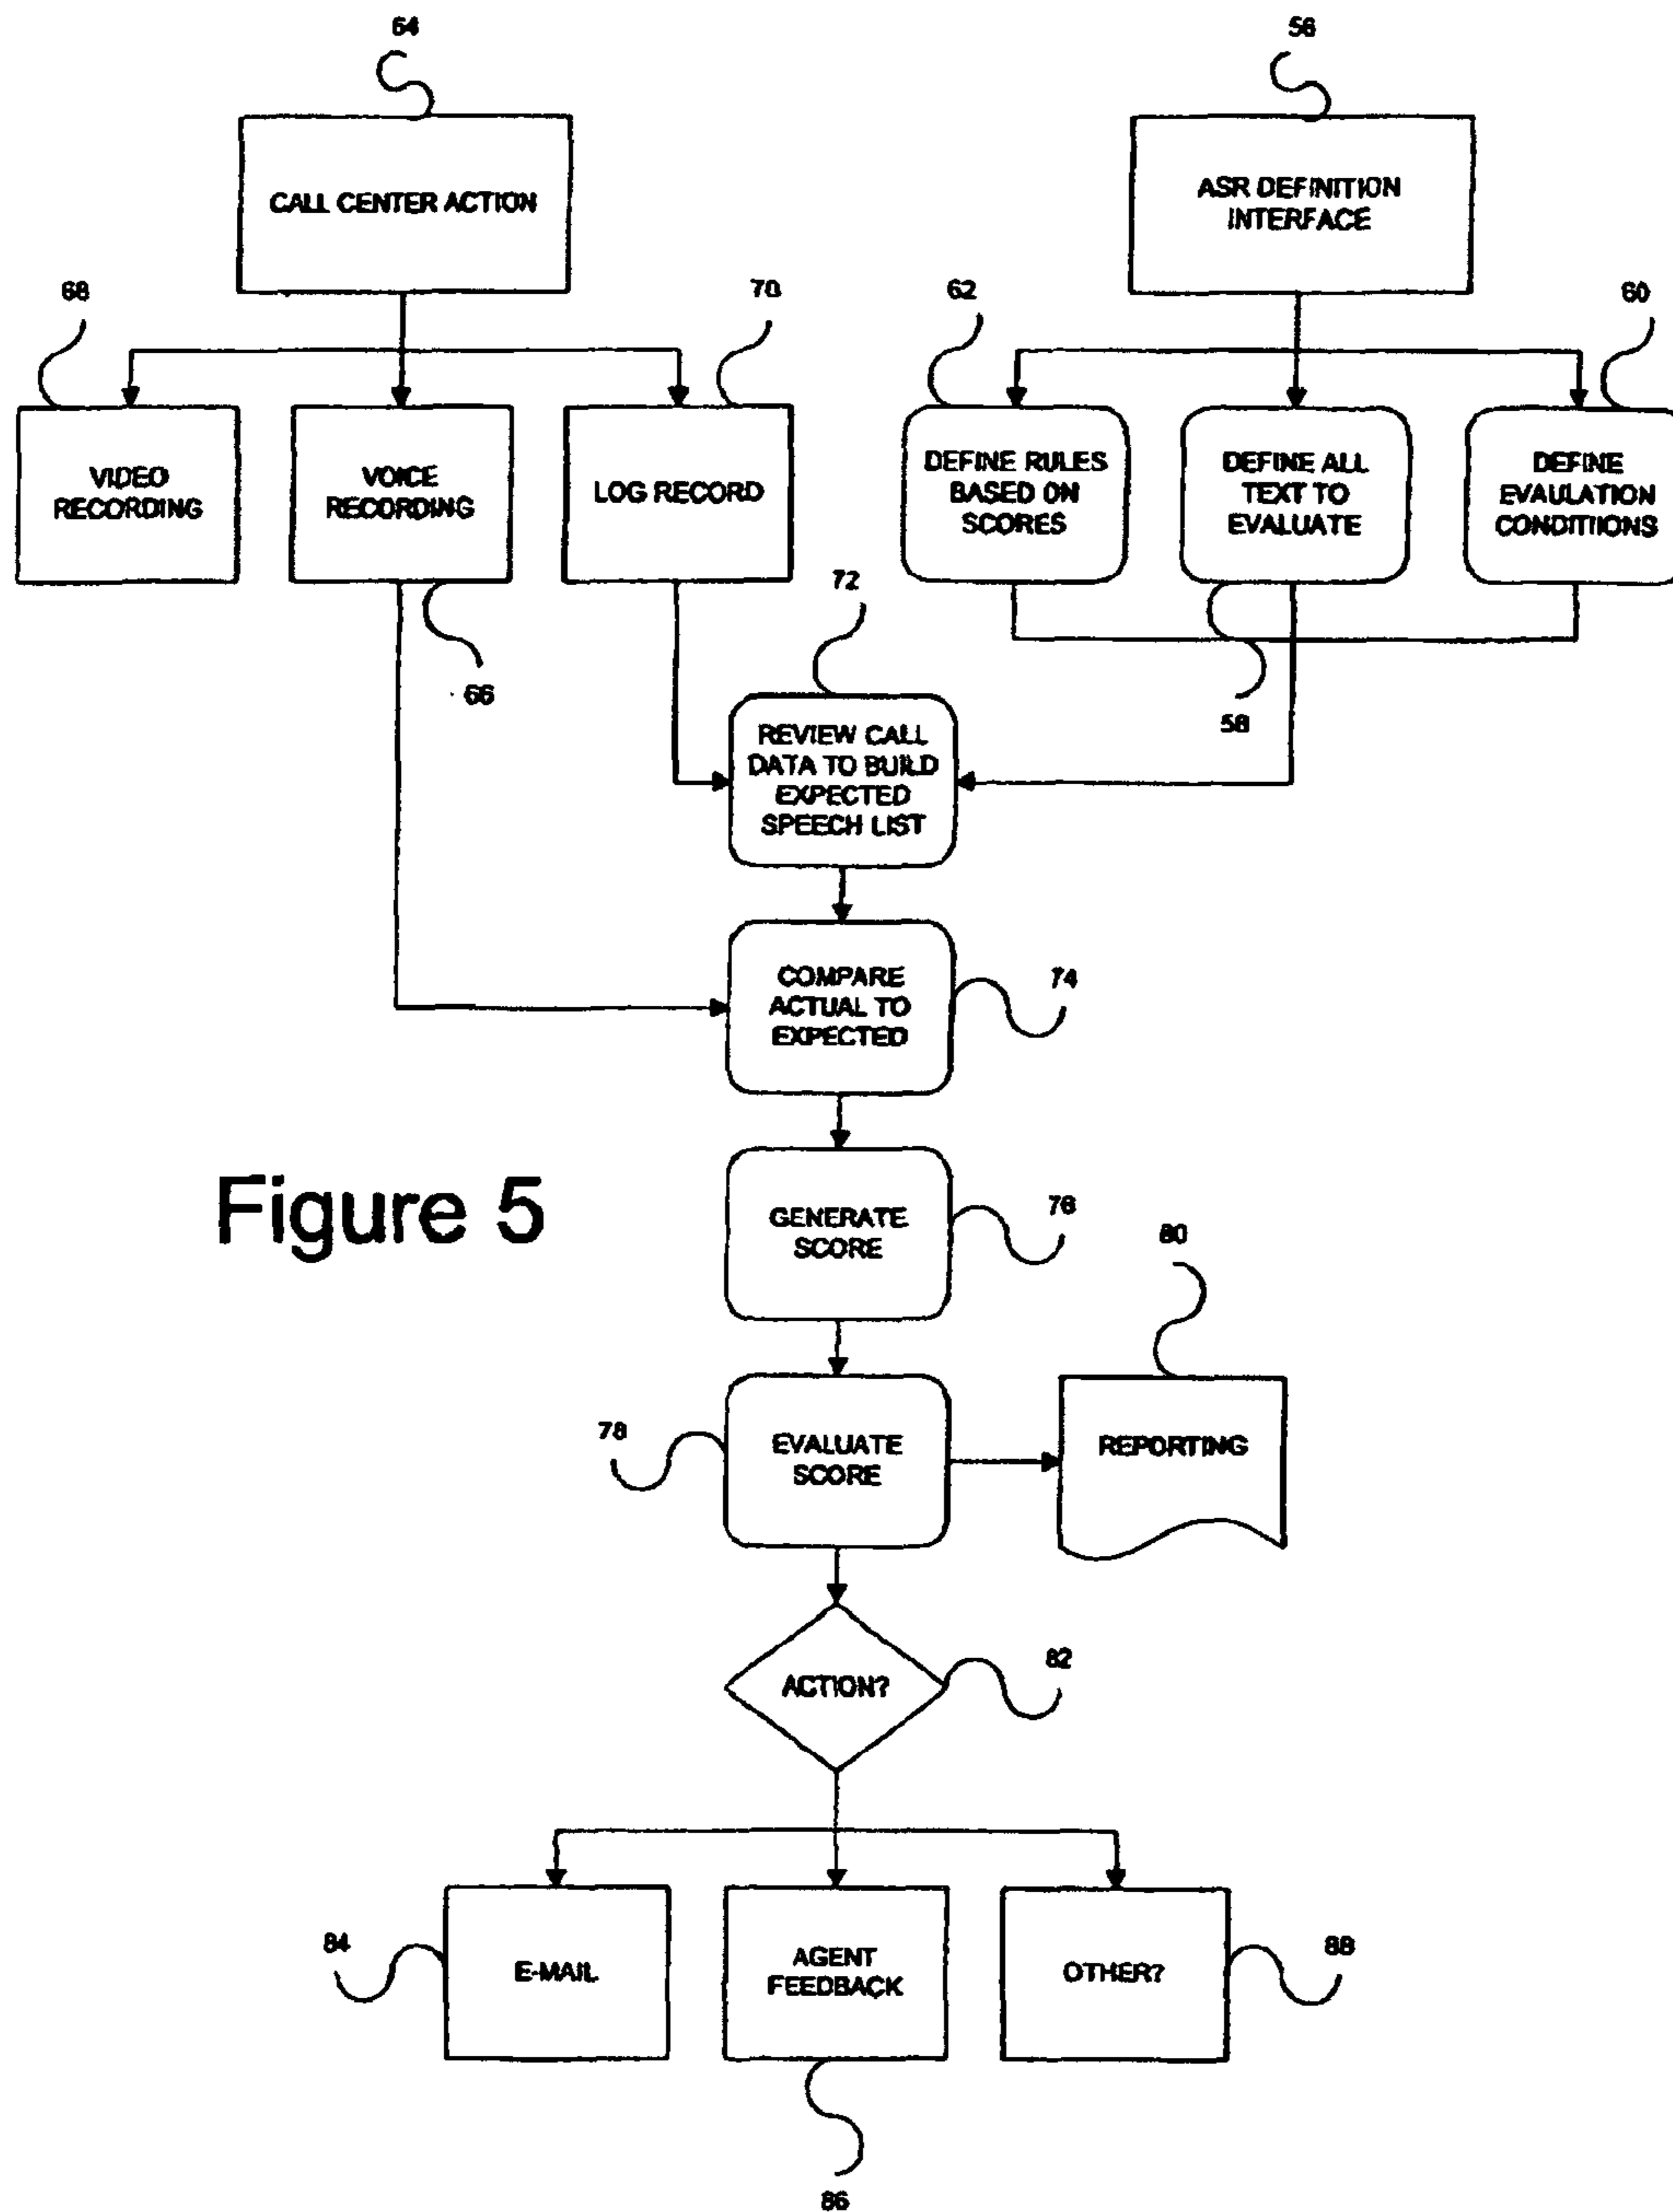 64
56
CALL CENTER ACTION
ASR DEFINITION
INTERFACE
68
70
62
60
VIDEO
RECORDING
VOICE
RECORDING
LOG RECORD
DEFINE RULES
BASED ON
SCORES
DEFINE ALL
TEXT TO
EVALUATE
DEFINE
EVAULATION
CONDITIONS
72
66
58
REVIEW CALL
DATA TO BUILD
EXPECTED
SPEECH LIST
COMPARE
ACTUAL TO
EXPECTED
74
Figure 5
GENERATE
SCORE
76
80
78
EVALUATE
SCORE
REPORTING
ACTION?
82
84
E-MAIL
AGENT
FEEDBACK
OTHER?
88
86